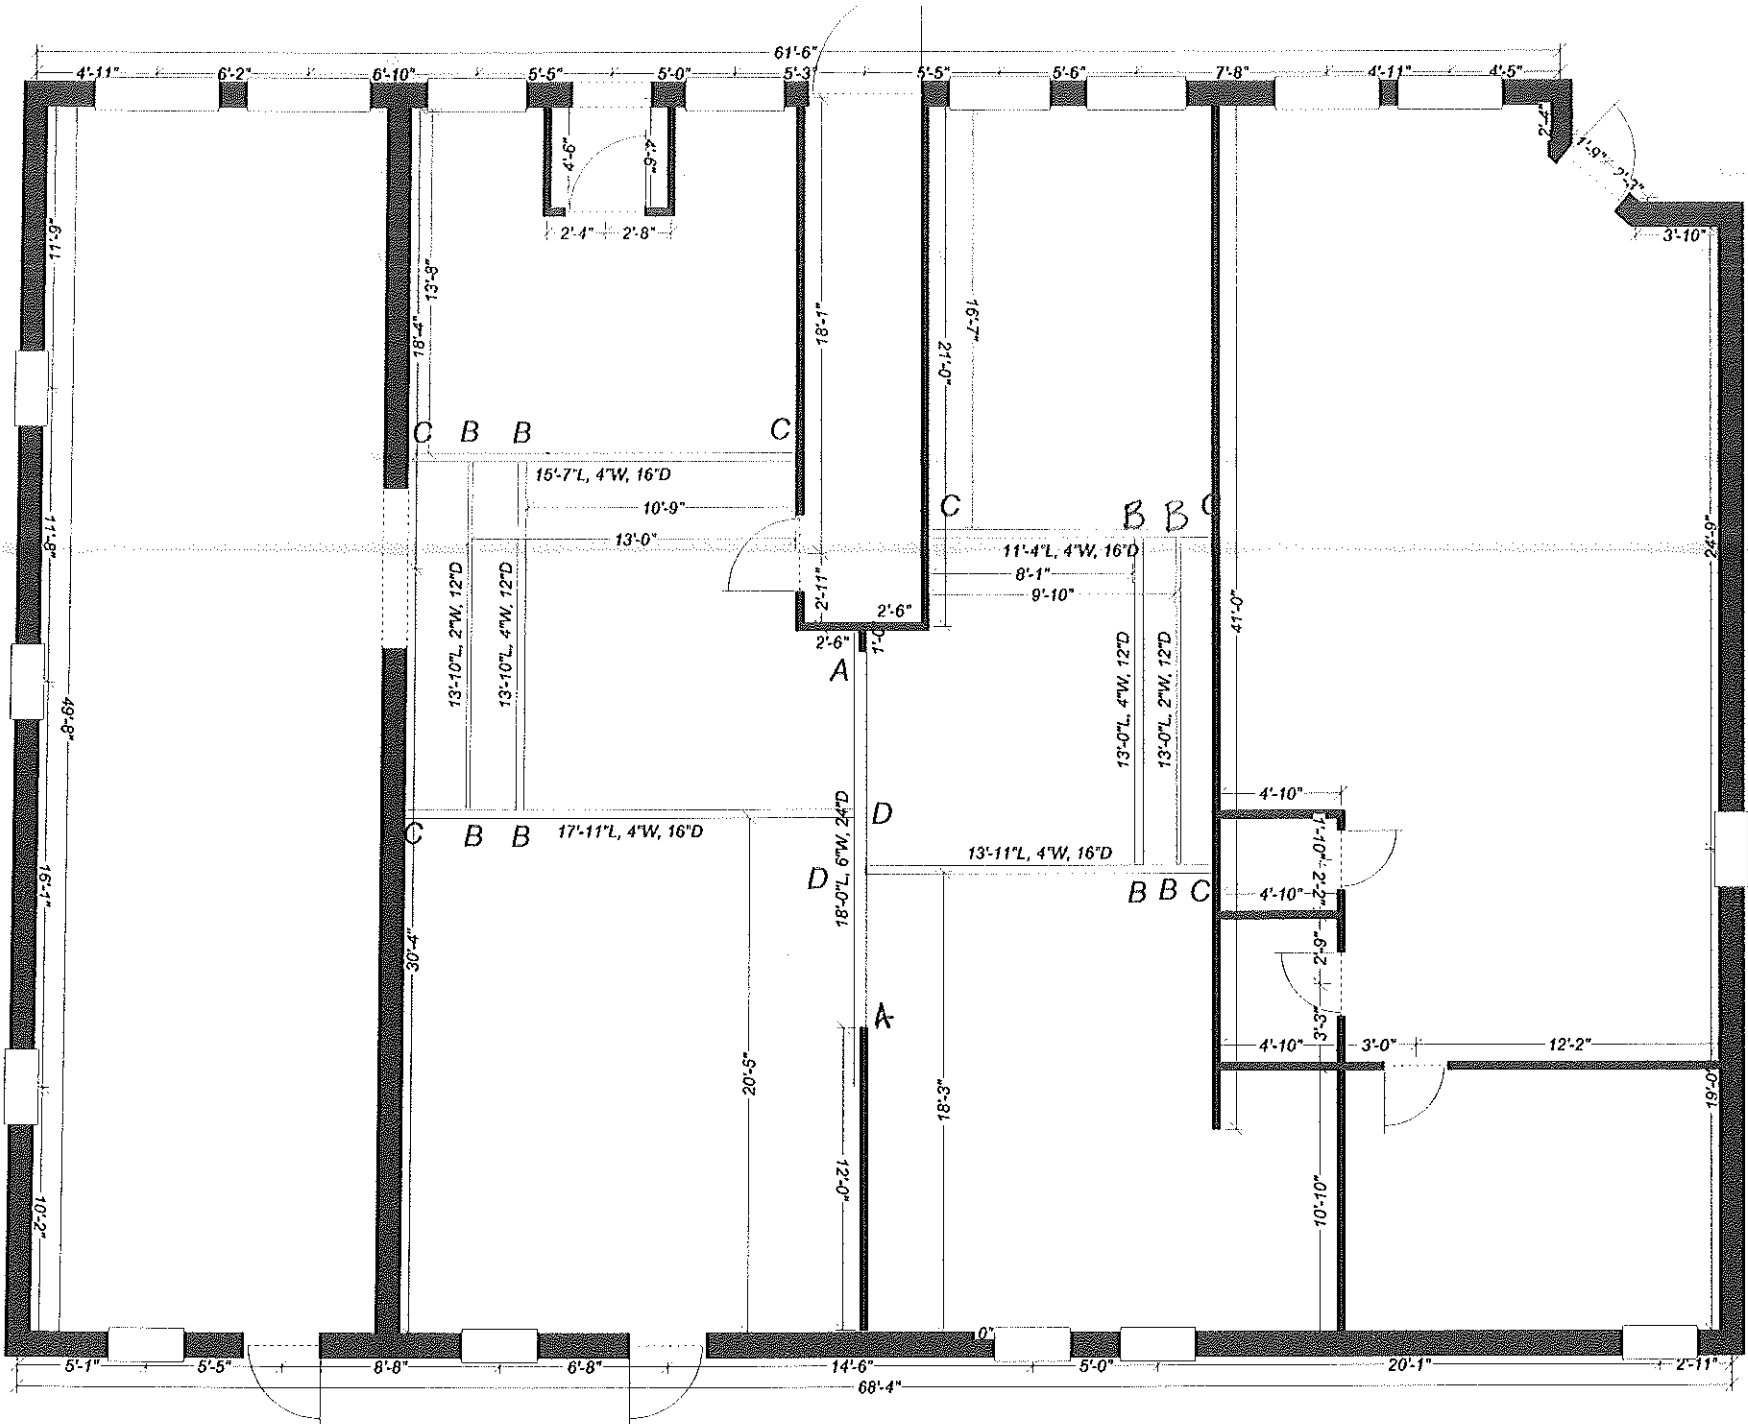 61'-6"
4'-11" 6'-2" 6'-10" 5'-5" 5'-0" 5'-3" 5'-5" 5'-6" 7'-8" 4'-11" 4'-5"
2'-4"
1'-9" 2'-3"
4'-6" 4'-6"
2'-4" 2'-8"
3'-10"
11'-9"
13'-8"
18'-4"
18'-1"
16'-7"
21'-0"
C B B C
15'-7"L, 4"W, 16"D
10'-9"
13'-0"
C B B C
11'-4"L, 4"W, 16"D
8'-1"
9'-10"
11'-8"
24'-9"
13'-10"L, 2"W, 12"D
13'-10"L, 4"W, 12"D
2'-11"
2'-6"
2'-6"
1'-0"
41'-0"
A
13'-0"L, 4"W, 12"D
13'-0"L, 2"W, 12"D
49'-8"
4'-10"
D
C B B
17'-11"L, 4"W, 16"D
18'-0"L, 6"W, 24"D
13'-11"L, 4"W, 16"D
D
B B C
1'-10"
2'-2"
4'-10"
16'-1"
30'-4"
2'-9"
A
3'-3"
4'-10" 3'-0" 12'-2"
20'-5"
18'-3"
19'-0"
12'-0"
10'-10"
10'-2"
0"
5'-1" 5'-5" 8'-8" 6'-8" 14'-6" 5'-0" 20'-1" 2'-11"
68'-4"